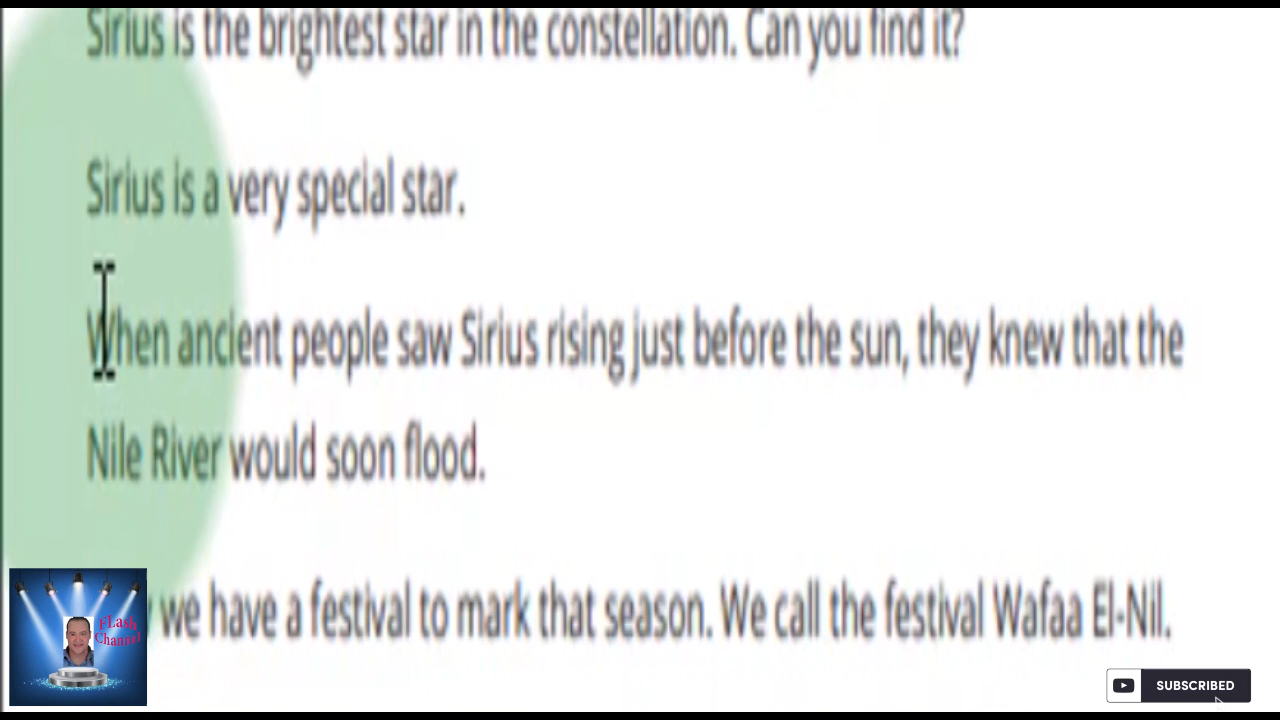 Sirius is the brightest star in the constellation. Can you find it?
Sirius is a very special star.
When ancient people saw Sirius rising just before the sun, they knew that the
Nile River would soon flood.
we have a festival to mark that season. We call the festival Wafaa El-Nil.
FLash
Channel
SUBSCRIBED